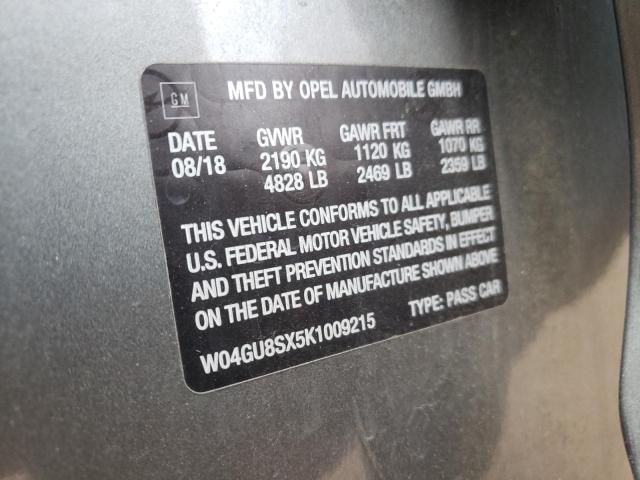 GM
MFD BY OPEL AUTOMOBILE GMBH
DATE GVWR GAWR FRT GAWR RR
08/18 2190 KG 1120 KG 1070 KG
4828 LB 2469 LB 2359 LB
THIS VEHICLE CONFORMS TO ALL APPLICABLE
U.S. FEDERAL MOTOR VEHICLE SAFETY, BUMPER
AND THEFT PREVENTION STANDARDS IN EFFECT
ON THE DATE OF MANUFACTURE SHOWN ABOVE
W04GU8SX5K1009215 TYPE: PASS CAR